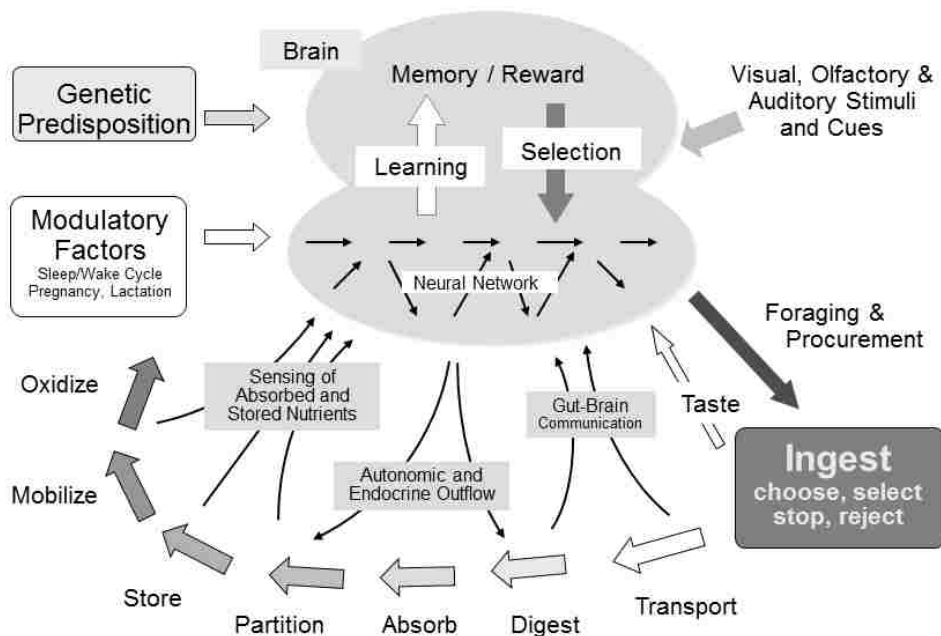 Brain
Memory / Reward
Genetic
Predisposition
Visual, Olfactory &
Auditory Stimuli
and Cues
Learning
Selection
Modulatory
Factors
Sleep/Wake Cycle
Pregnancy, Lactation
Neural Network
Foraging &
Procurement
Oxidize
Sensing of
Absorbed and
Stored Nutrients
Gut-Brain
Communication
Taste
Ingest
choose, select
stop, reject
Mobilize
Autonomic and
Endocrine Outflow
Store
Partition
Absorb
Digest
Transport